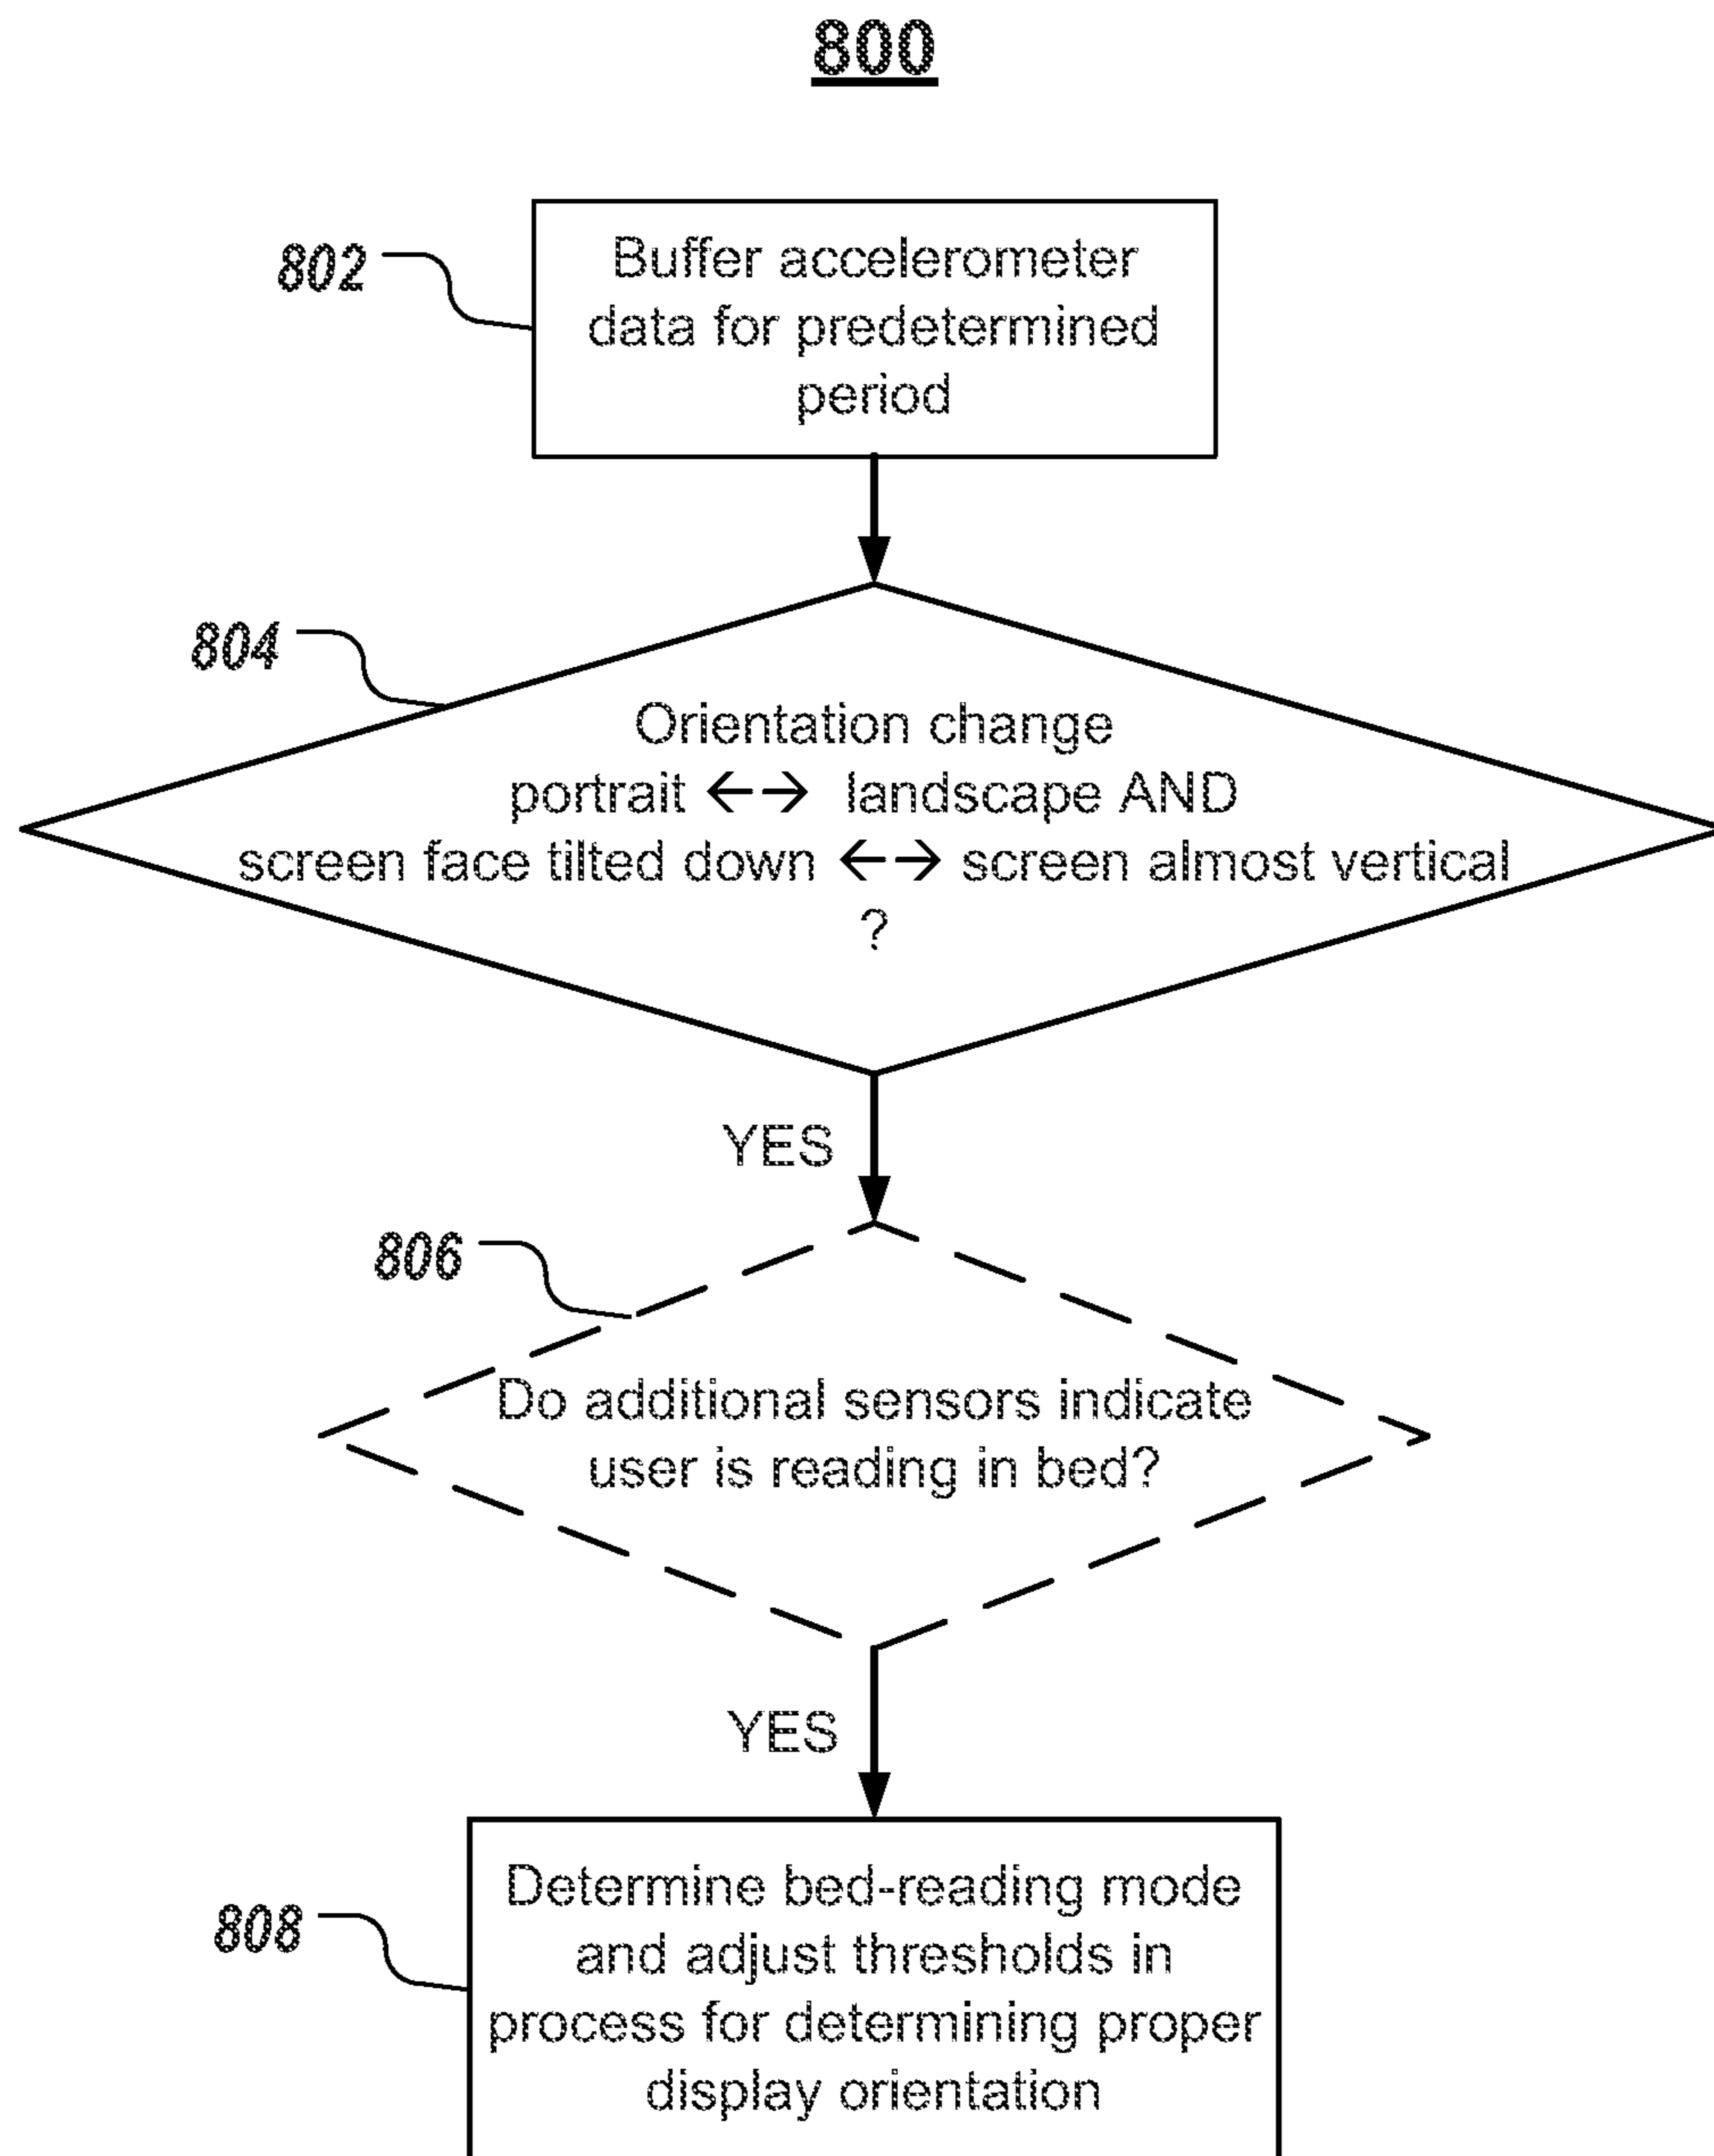 800
802
Buffer accelerometer
data for predetermined
period
804
Orientation change
portrait ←→ landscape AND
screen face tilted down ←→ screen almost vertical
?
YES
806
Do additional sensors indicate
user is reading in bed?
YES
808
Determine bed-reading mode
and adjust thresholds in
process for determining proper
display orientation